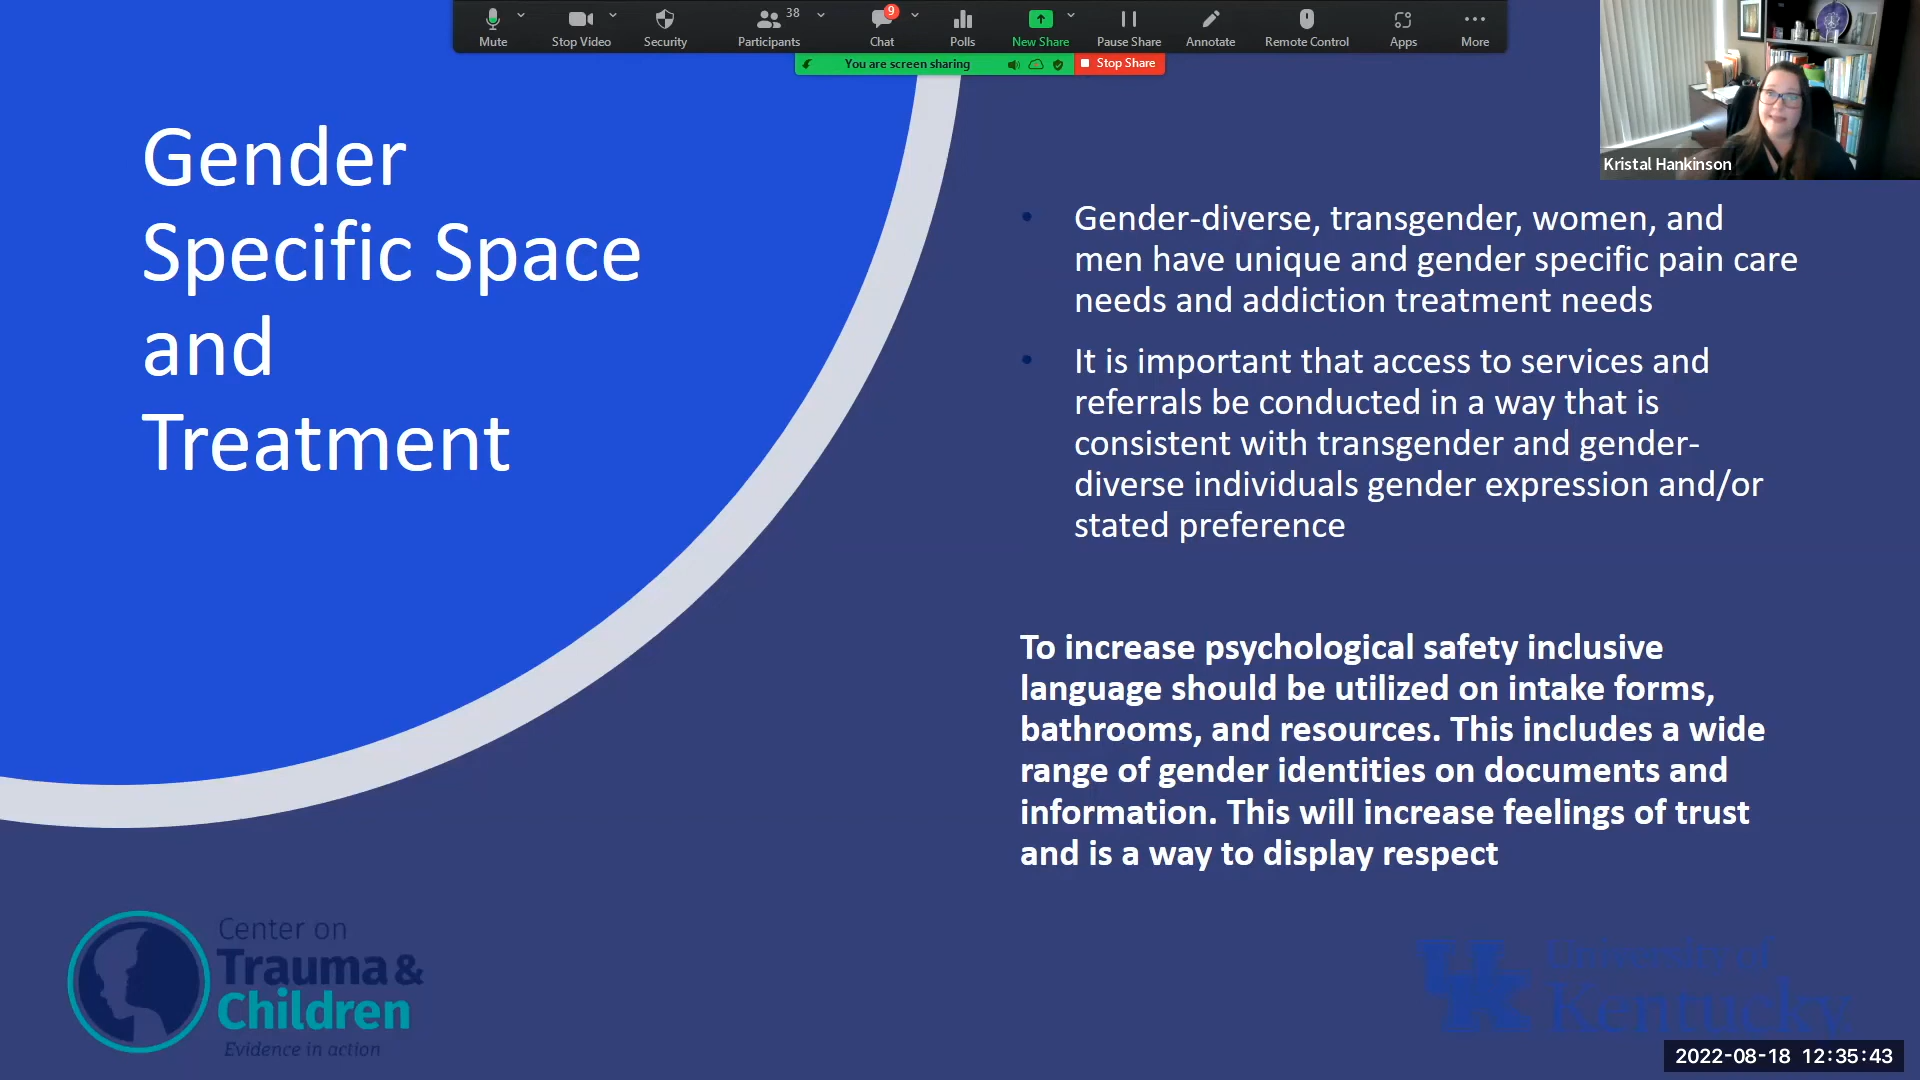 Mute
Stop Video
Security
Participants
38
Chat
9
Polls
New Share
Pause Share
Annotate
Remote Control
Apps
More
You are screen sharing
Stop Share
Kristal Hankinson
Gender
Specific Space
and
Treatment
Gender-diverse, transgender, women, and
men have unique and gender specific pain care
needs and addiction treatment needs
It is important that access to services and
referrals be conducted in a way that is
consistent with transgender and gender-
diverse individuals gender expression and/or
stated preference
To increase psychological safety inclusive
language should be utilized on intake forms,
bathrooms, and resources. This includes a wide
range of gender identities on documents and
information. This will increase feelings of trust
and is a way to display respect
Center on
Trauma &
Children
Evidence in action
UK
University of
Kentucky
2022-08-18 12:35:43